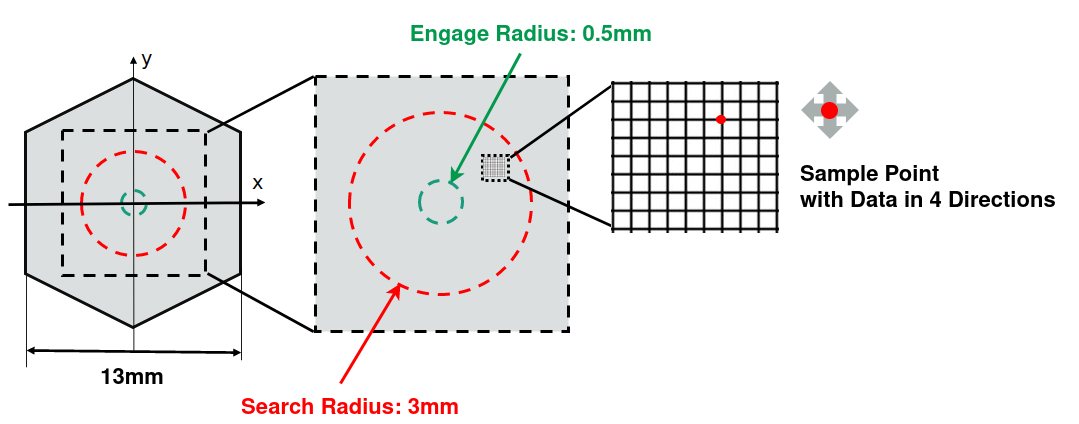 Engage Radius: 0.5mm
y
x
Sample Point
with Data in 4 Directions
13mm
Search Radius: 3mm